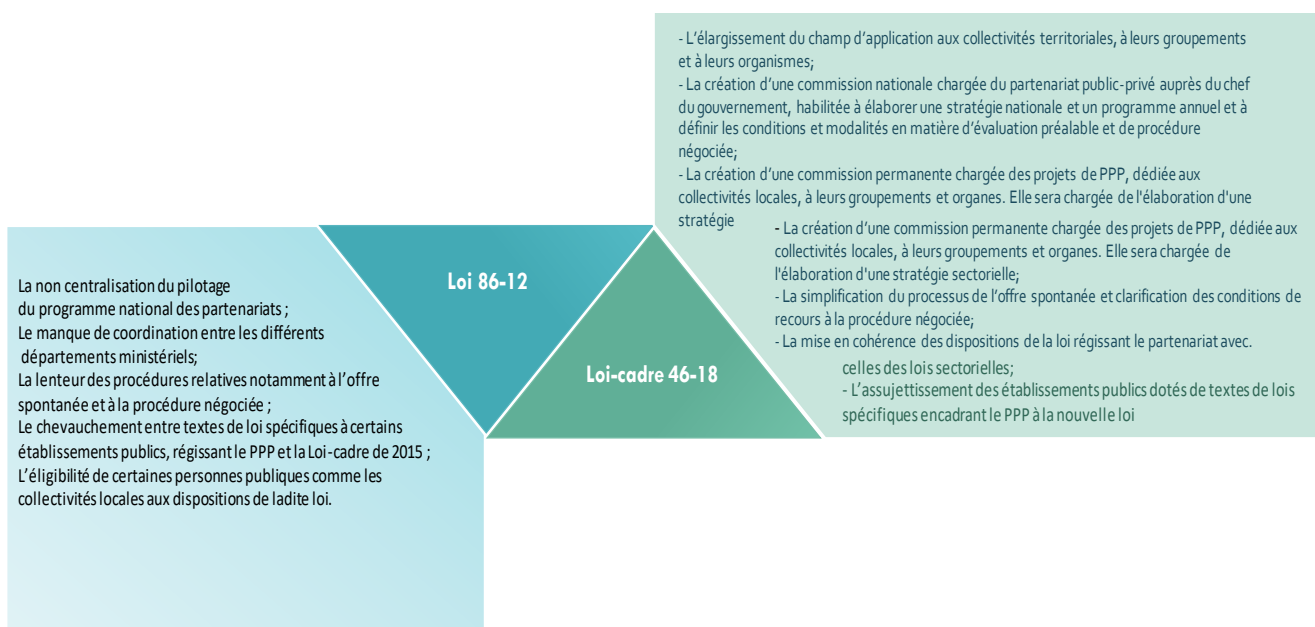 La non centralisation du pilotage
du programme national des partenariats ;
Le manque de coordination entre les différents
départements ministériels;
La lenteur des procédures relatives notamment à l'offre
spontanée et à la procédure négociée ;
Le chevauchement entre textes de loi spécifiques à certains
établissements publics, régissant le PPP et la Loi-cadre de 2015 ;
L'éligibilité de certaines personnes publiques comme les
collectivités locales aux dispositions de ladite loi.
Loi 86-12
Loi-cadre 46-18
- L'élargissement du champ d'application aux collectivités territoriales, à leurs groupements
et à leurs organismes;
- La création d'une commission nationale chargée du partenariat public-privé auprès du chef
du gouvernement, habilitée à élaborer une stratégie nationale et un programme annuel et à
définir les conditions et modalités en matière d'évaluation préalable et de procédure
négociée;
- La création d'une commission permanente chargée des projets de PPP, dédiée aux
collectivités locales, à leurs groupements et organes. Elle sera chargée de l'élaboration d'une
stratégie
- La création d'une commission permanente chargée des projets de PPP, dédiée aux
collectivités locales, à leurs groupements et organes. Elle sera chargée de
l'élaboration d'une stratégie sectorielle;
- La simplification du processus de l'offre spontanée et clarification des conditions de
recours à la procédure négociée;
- La mise en cohérence des dispositions de la loi régissant le partenariat avec.
celles des lois sectorielles;
- L'assujettissement des établissements publics dotés de textes de lois
spécifiques encadrant le PPP à la nouvelle loi